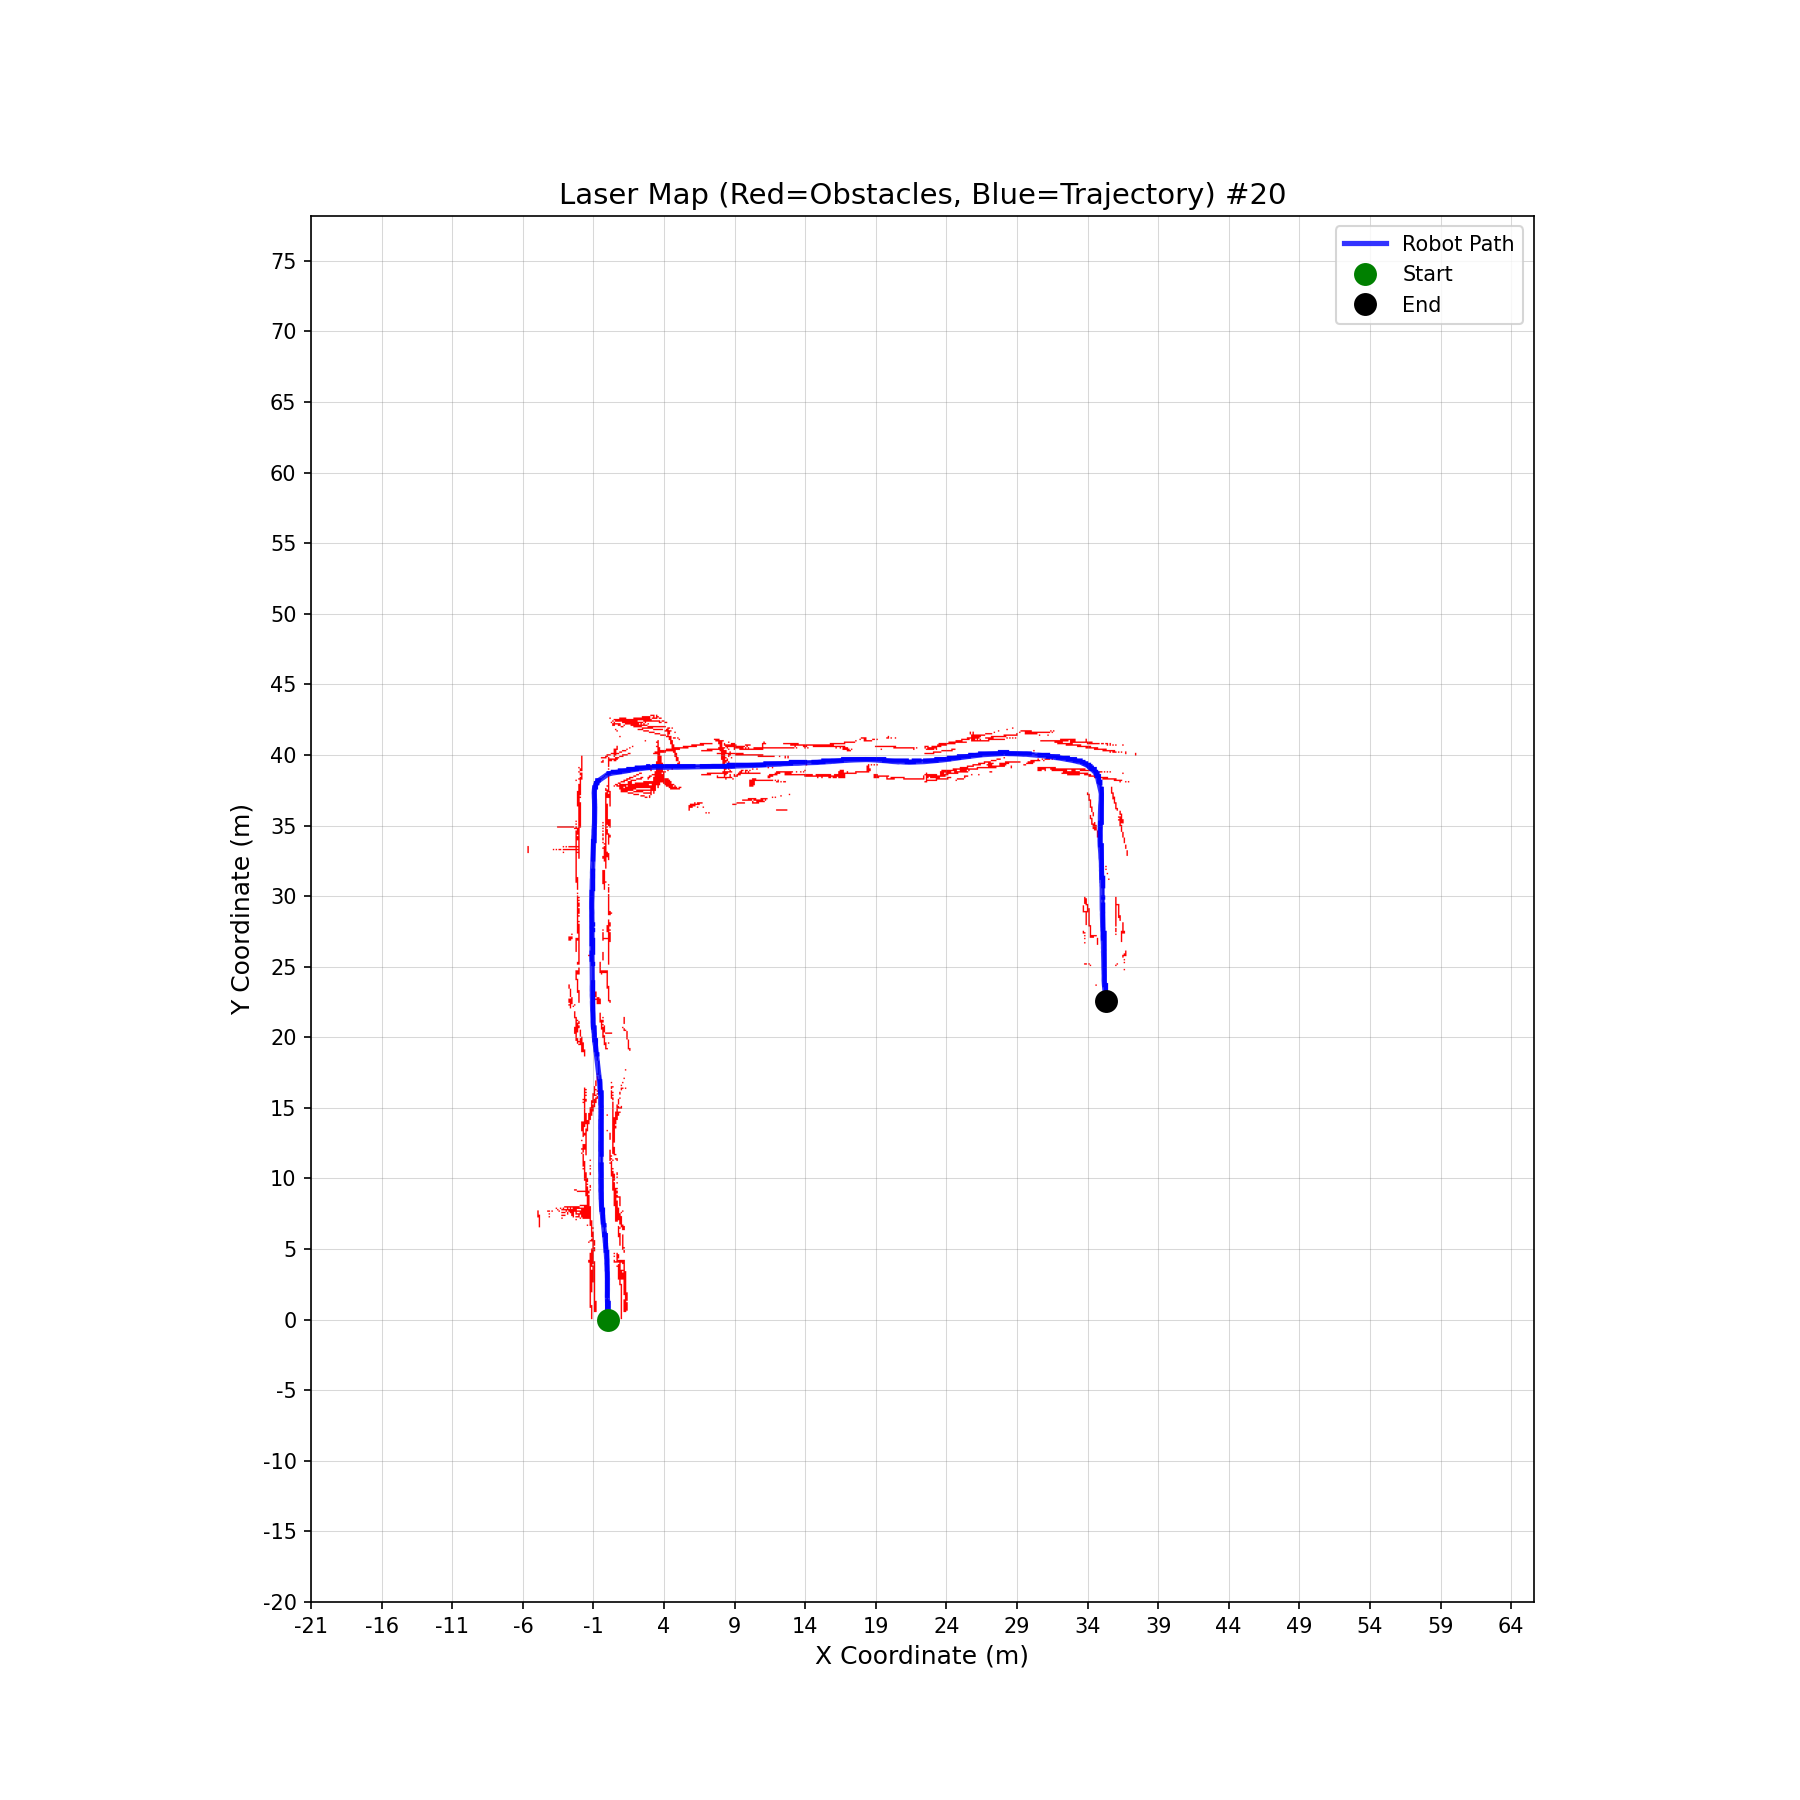 Laser Map (Red=Obstacles, Blue=Trajectory) #20
Robot Path
Start
End
75
70
65
60
55
50
45
40
35
30
25
20
15
10
5
0
-5
-10
-15
-20
Y Coordinate (m)
-21 -16 -11 -6 -1 4 9 14 19 24 29 34 39 44 49 54 59 64
X Coordinate (m)